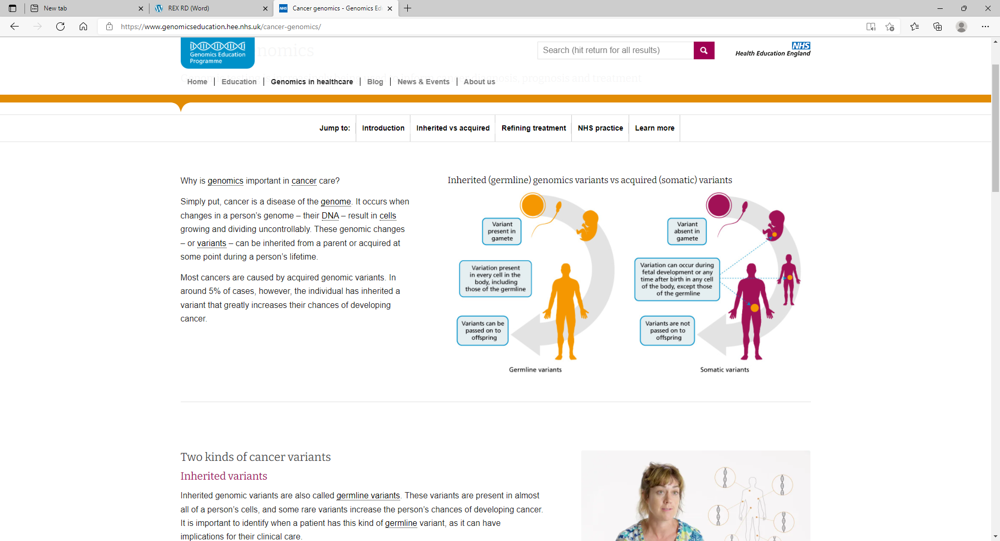 New tab
REX RD (Word)
Cancer genomics - Genomics Ed
https://www.genomicseducation.hee.nhs.uk/cancer-genomics/
Genomics Education
Programme
nomics
Search (hit return for all results)
NHS
Health Education England
diagnosis, prognosis and treatment
Home
Education
Genomics in healthcare
Blog
News & Events
About us
Jump to:
Introduction
Inherited vs acquired
Refining treatment
NHS practice
Learn more
Why is genomics important in cancer care?
Simply put, cancer is a disease of the genome. It occurs when
changes in a person’s genome – their DNA – result in cells
growing and dividing uncontrollably. These genomic changes
– or variants – can be inherited from a parent or acquired at
some point during a person’s lifetime.
Most cancers are caused by acquired genomic variants. In
around 5% of cases, however, the individual has inherited a
variant that greatly increases their chances of developing
cancer.
Inherited (germline) genomics variants vs acquired (somatic) variants
Variant
present in
gamete
Variation present
in every cell in the
body, including
those of the germline
Variants can be
passed on to
offspring
Germline variants
Variant
absent in
gamete
Variation can occur during
fetal development or any
time after birth in any cell
of the body, except those
of the germline
Variants are not
passed on to
offspring
Somatic variants
Two kinds of cancer variants
Inherited variants
Inherited genomic variants are also called germline variants. These variants are present in almost
all of a person’s cells, and some rare variants increase the person’s chances of developing cancer.
It is important to identify when a patient has this kind of germline variant, as it can have
implications for their clinical care.